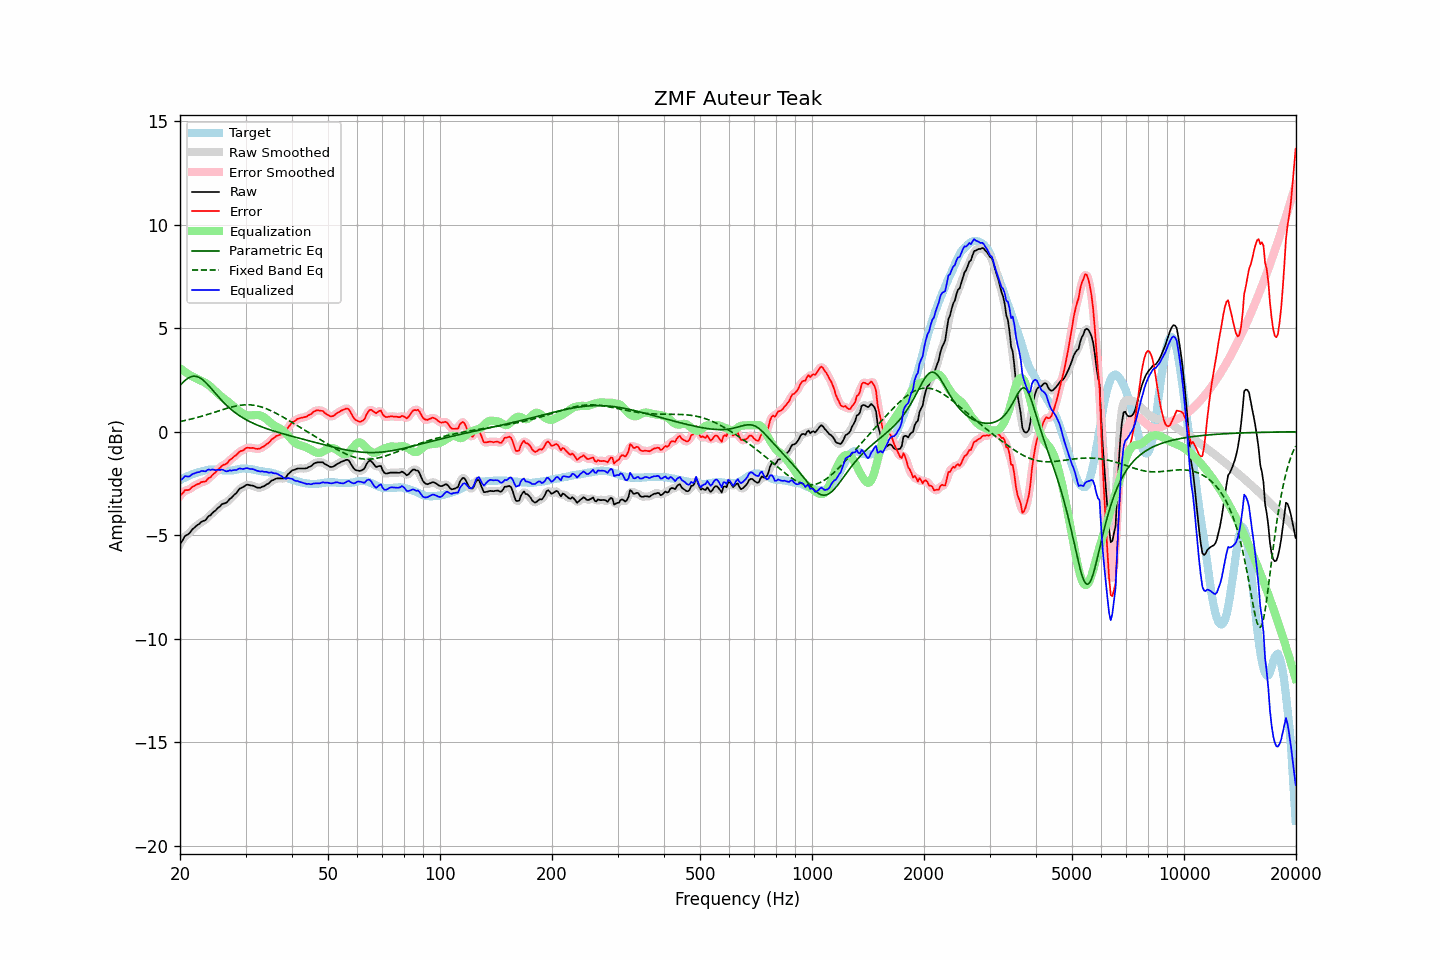 ZMF Auteur Teak
15
10
5
0
−5
−10
−15
−20
Amplitude (dBr)
Target
Raw Smoothed
Error Smoothed
Raw
Error
Equalization
Parametric Eq
Fixed Band Eq
Equalized
20 50 100 200 500 1000 2000 5000 10000 20000
Frequency (Hz)